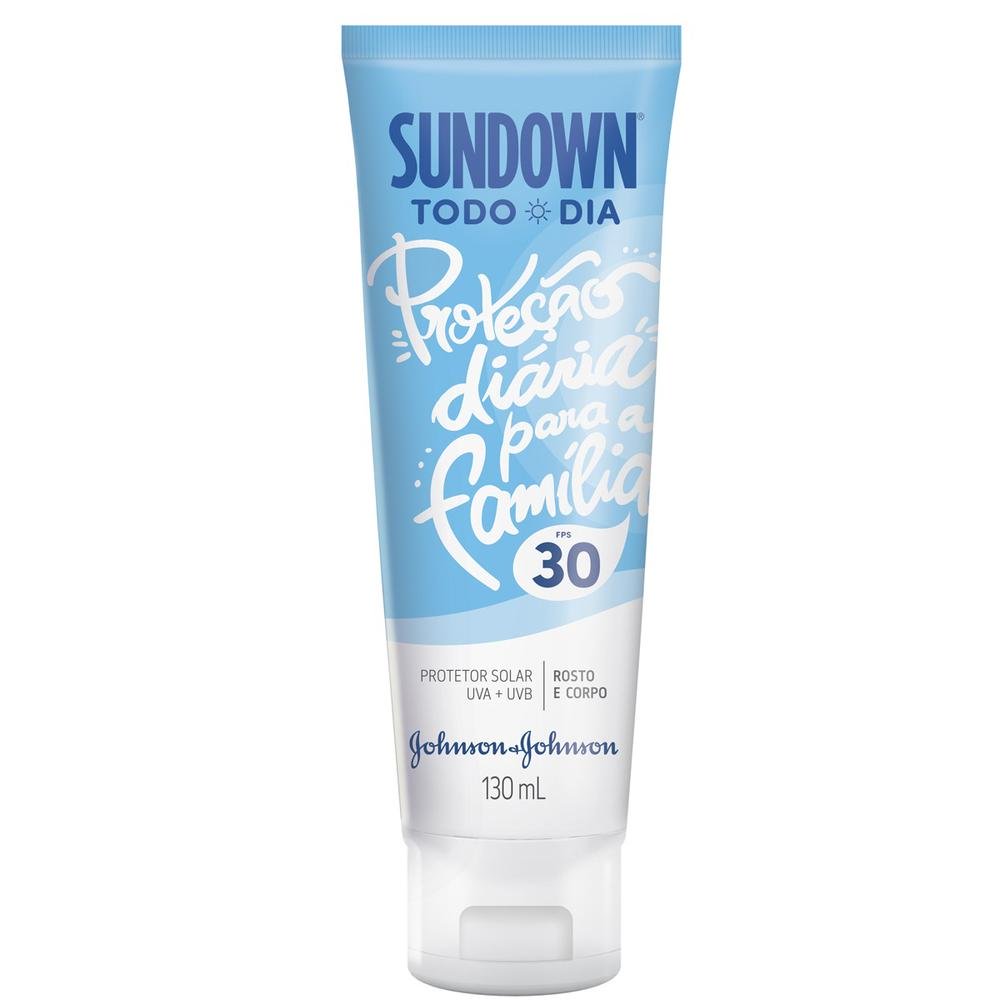 SUNDOWN®
TODO DIA
Proteção
diária
para a
família
FPS
30
PROTETOR SOLAR
UVA + UVB
ROSTO
E CORPO
Johnson & Johnson
130 mL